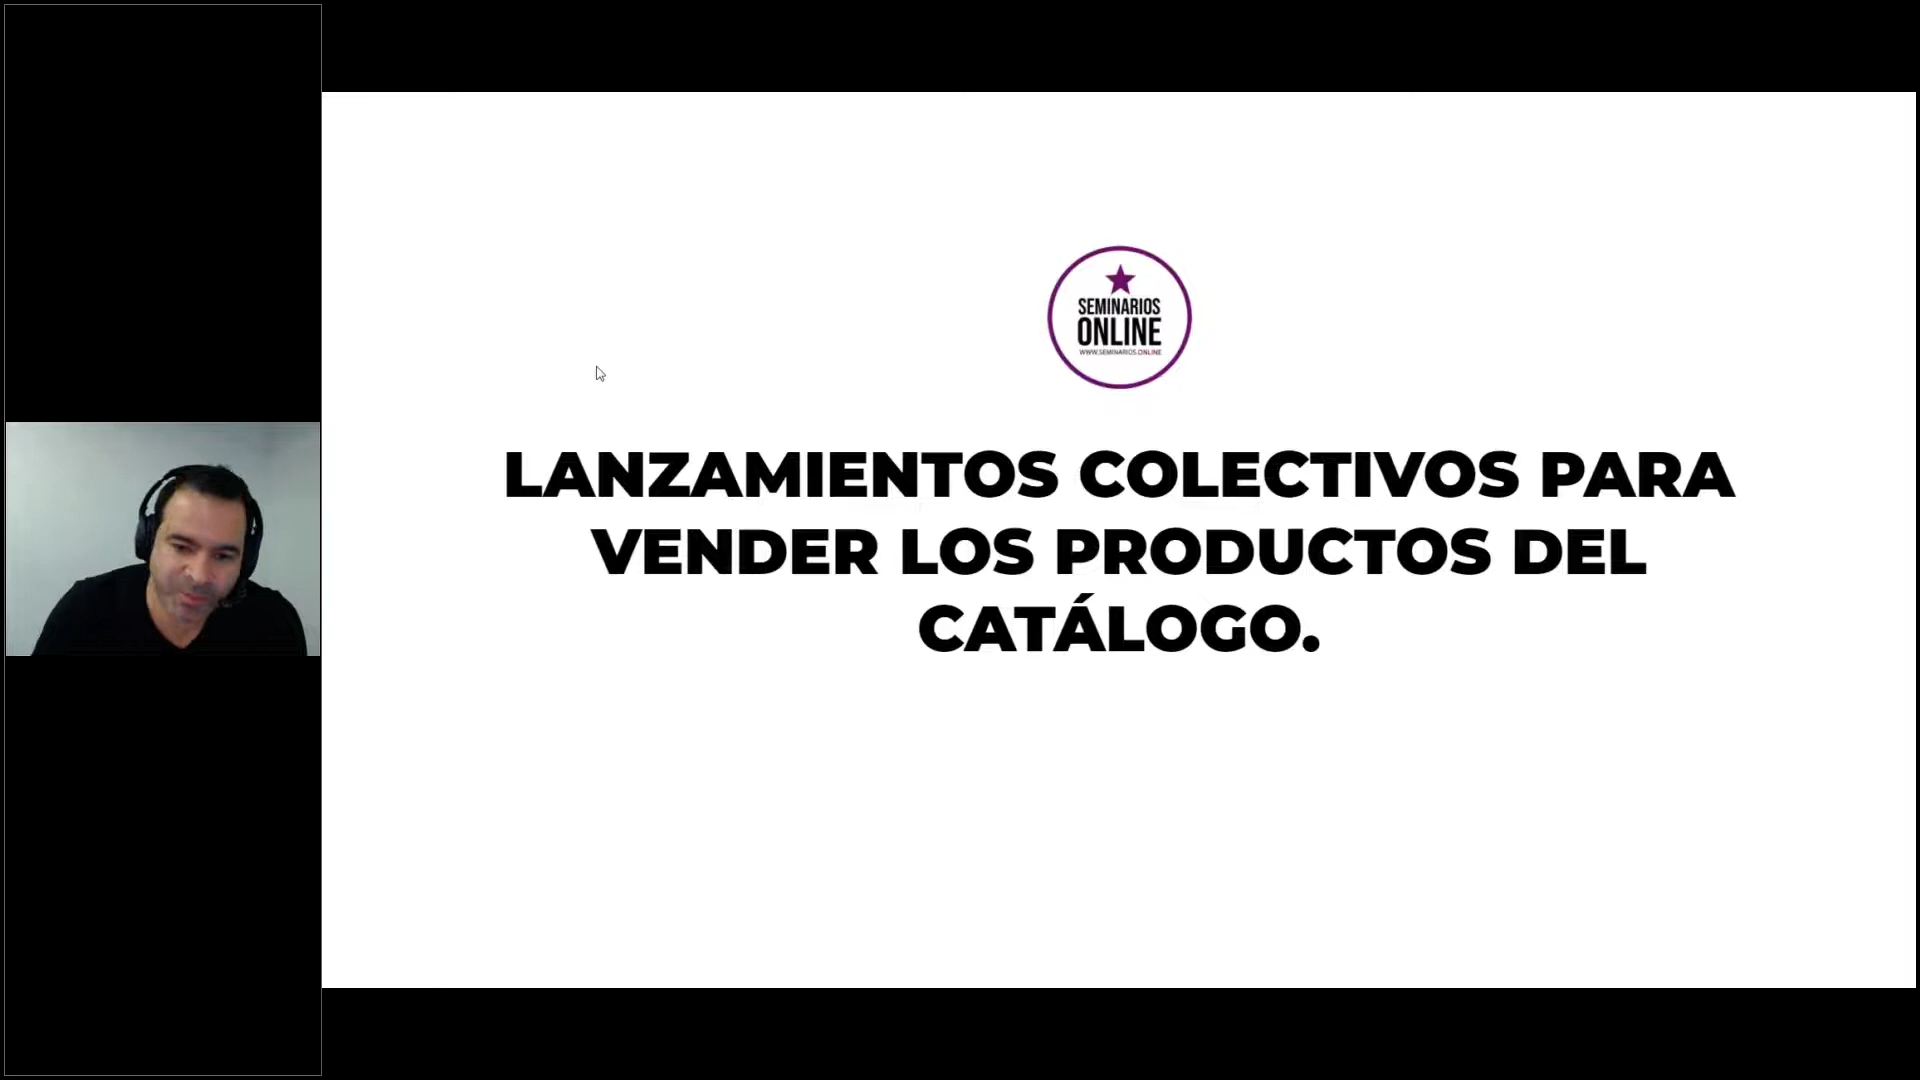 SEMINARIOS
ONLINE
WWW.SEMINARIOS.ONLINE
LANZAMIENTOS COLECTIVOS PARA
VENDER LOS PRODUCTOS DEL
CATÁLOGO.